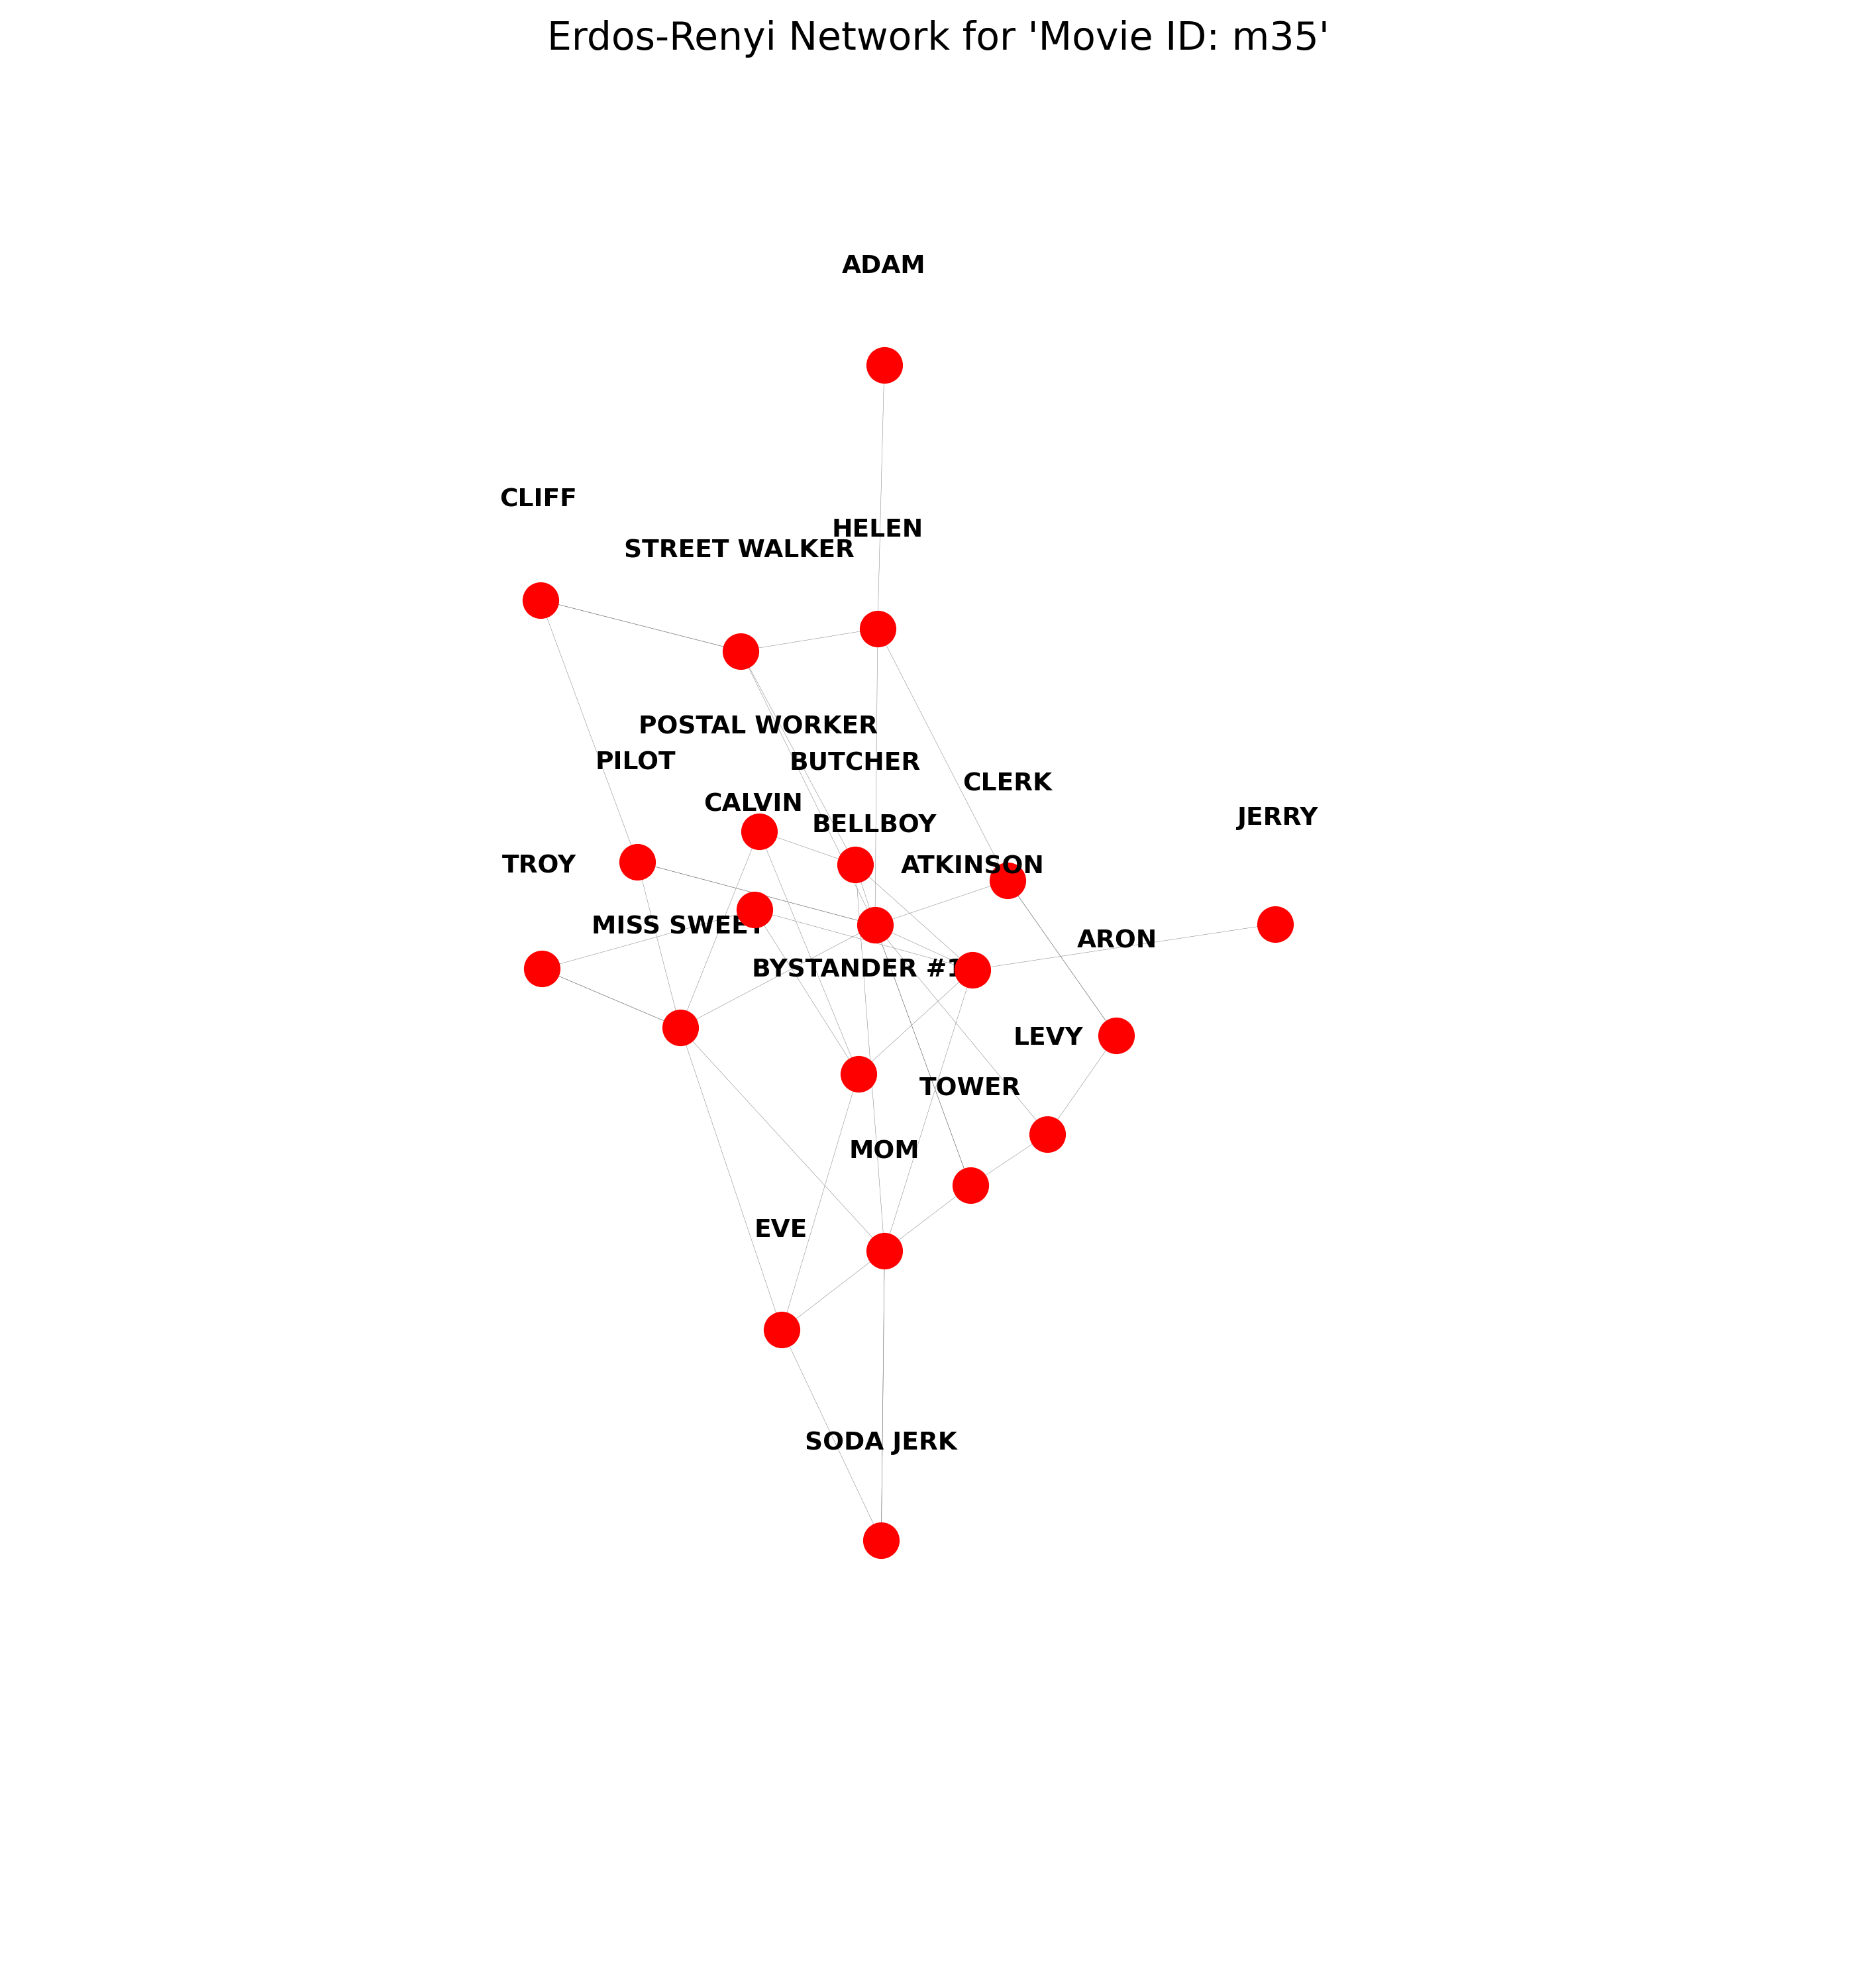 Erdos-Renyi Network for 'Movie ID: m35'
ADAM
CLIFF
HELEN
STREET WALKER
POSTAL WORKER
PILOT
BUTCHER
CLERK
CALVIN
JERRY
BELLBOY
TROY
ATKINSON
MISS SWEET
ARON
BYSTANDER #1
LEVY
TOWER
MOM
EVE
SODA JERK